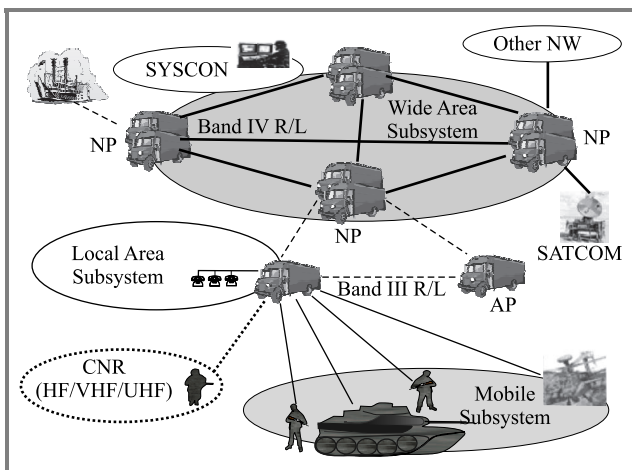 Other NW
SYSCON
Wide Area
Subsystem
Band IV R/L
NP
NP
NP
SATCOM
Local Area
Subsystem
Band III R/L
AP
CNR
(HF/VHF/UHF)
Mobile
Subsystem